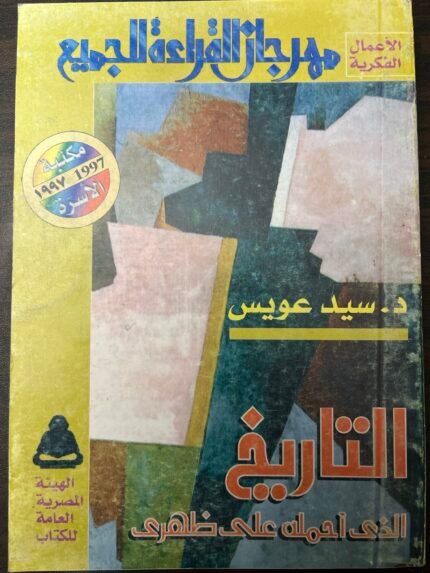 الأعمال
الفكرية
مهرجان القراءة للجميع
مكتبة
١٩٩٧ 1997
الأسرة
د. سيد عويس
التاريخ
الذى أحمله على ظهرى
الهيئة
المصرية
العامة
للكتاب